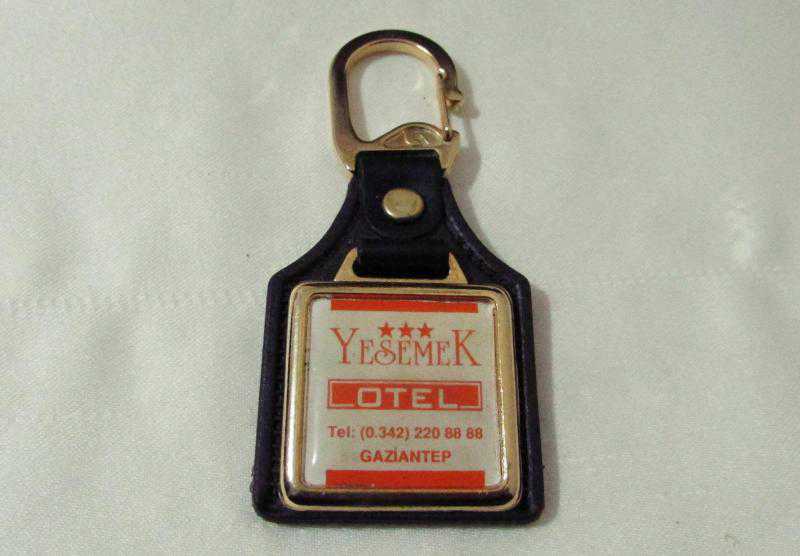 YESEMEK
OTEL
Tel: (0.342) 220 88 88
GAZİANTEP